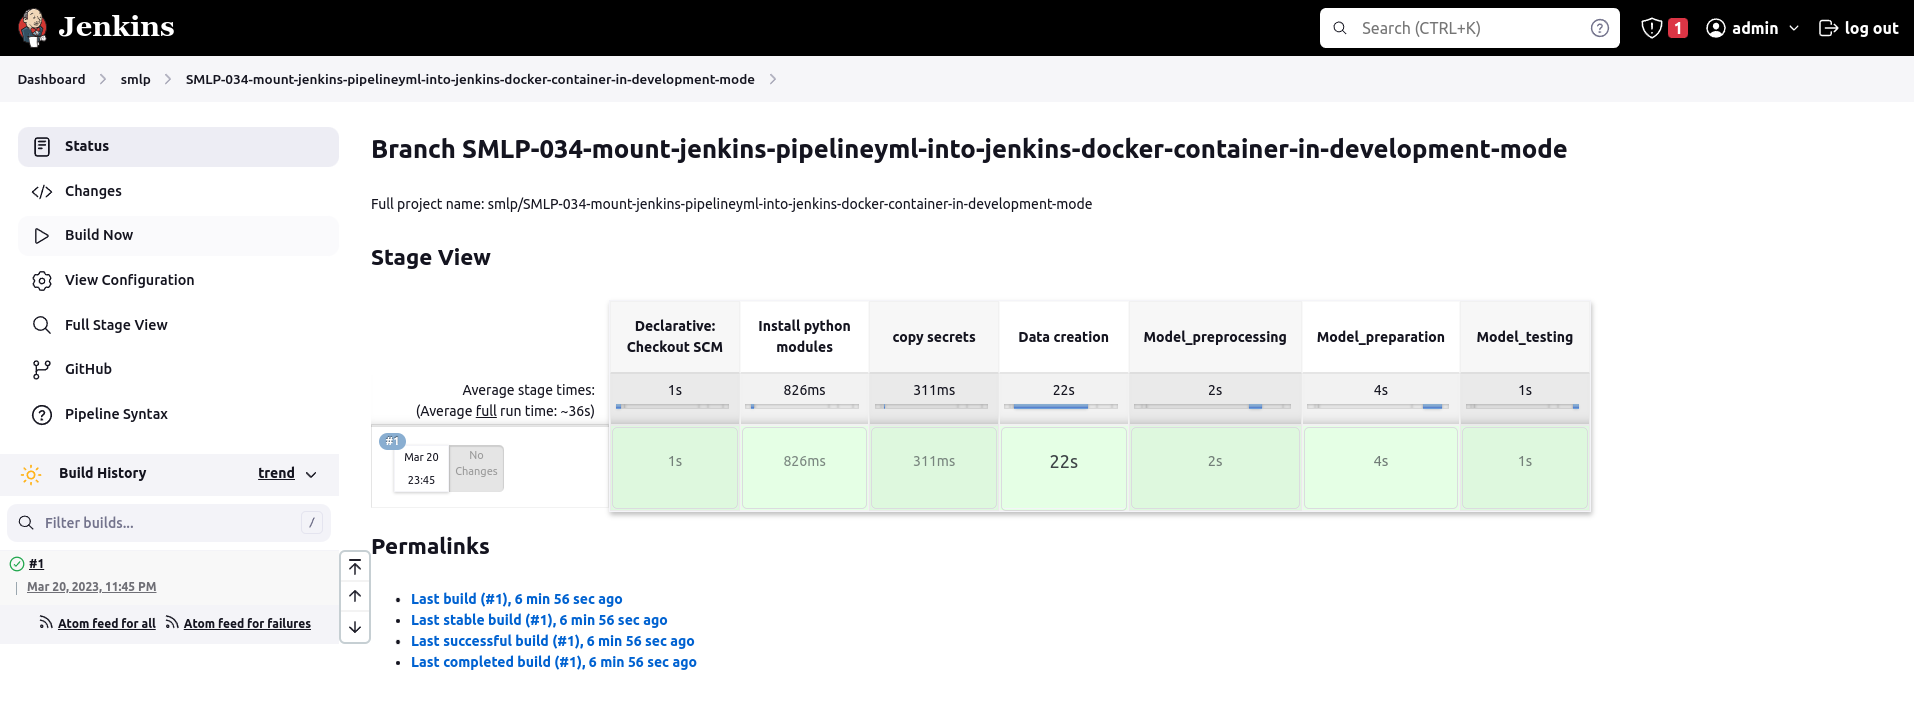 Jenkins
Search (CTRL+K)
1
admin
log out
Dashboard
smlp
SMLP-034-mount-jenkins-pipelineyml-into-jenkins-docker-container-in-development-mode
Status
Changes
Build Now
View Configuration
Full Stage View
GitHub
Pipeline Syntax
Build History
trend
Filter builds...
/
#1
Mar 20, 2023, 11:45 PM
Atom feed for all
Atom feed for failures
Branch SMLP-034-mount-jenkins-pipelineyml-into-jenkins-docker-container-in-development-mode
Full project name: smlp/SMLP-034-mount-jenkins-pipelineyml-into-jenkins-docker-container-in-development-mode
Stage View
Declarative:
Checkout SCM
Install python
modules
copy secrets
Data creation
Model_preprocessing
Model_preparation
Model_testing
Average stage times:
(Average full run time: ~36s)
1s
826ms
311ms
22s
2s
4s
1s
#1
Mar 20
23:45
No
Changes
1s
826ms
311ms
22s
2s
4s
1s
Permalinks
Last build (#1), 6 min 56 sec ago
Last stable build (#1), 6 min 56 sec ago
Last successful build (#1), 6 min 56 sec ago
Last completed build (#1), 6 min 56 sec ago